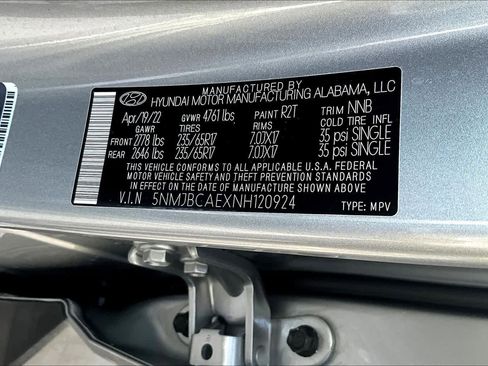 MANUFACTURED BY
HYUNDAI MOTOR MANUFACTURING ALABAMA, LLC
Apr/19/22 GVWR 4761 lbs PAINT R2T TRIM NNB
GAWR TIRES RIMS COLD TIRE INFL
FRONT 2778 lbs 235/65R17 7.0JX17 35 psi SINGLE
REAR 2646 lbs 235/65R17 7.0JX17 35 psi SINGLE
THIS VEHICLE CONFORMS TO ALL APPLICABLE U.S.A. FEDERAL
MOTOR VEHICLE SAFETY AND THEFT PREVENTION STANDARDS IN EFFECT ON THE
DATE OF MANUFACTURE SHOWN ABOVE.
V.I.N 5NMJBCAEXNH120924 TYPE: MPV